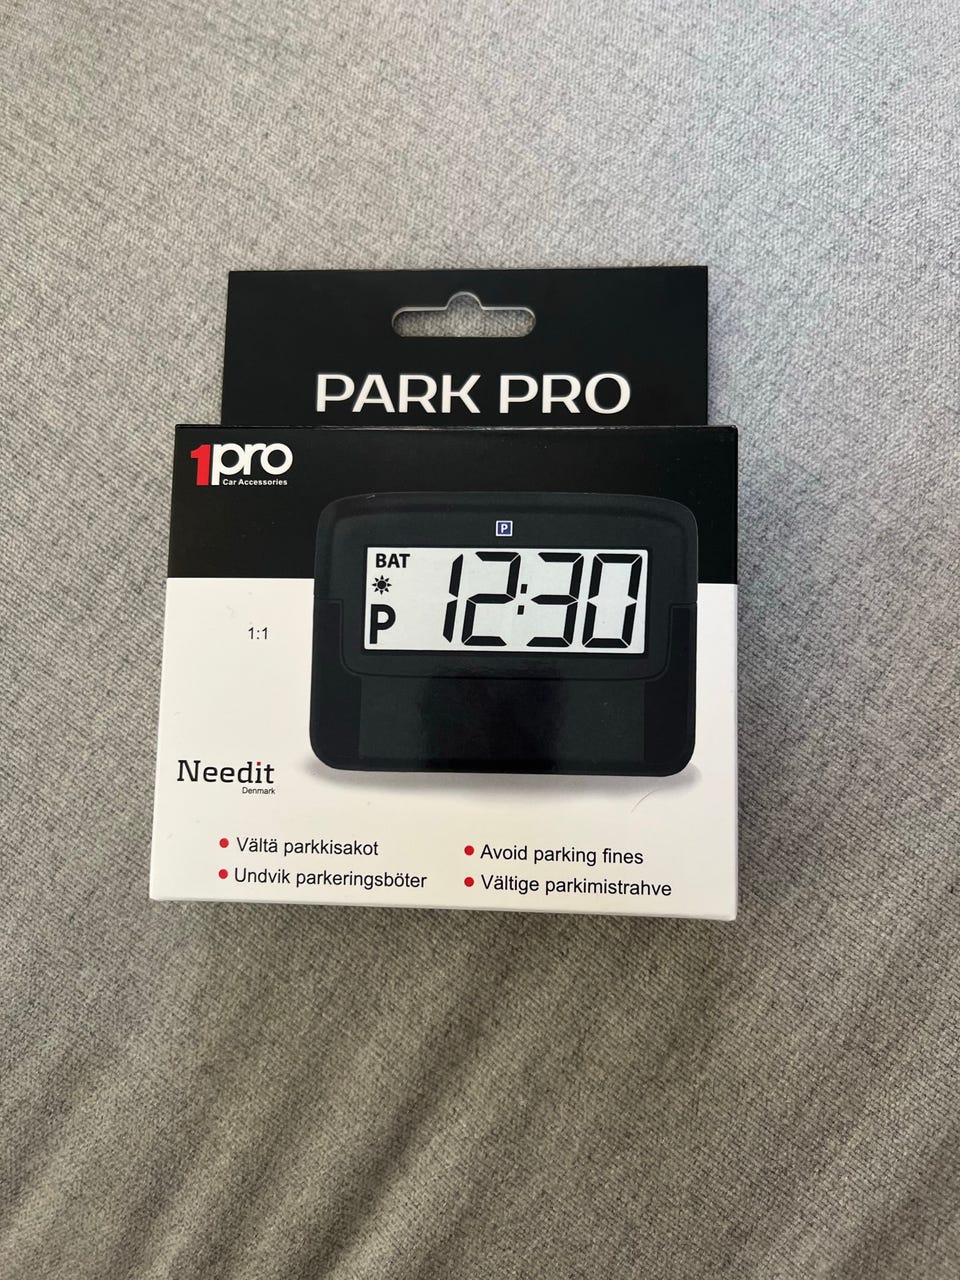 PARK PRO
1pro
Car Accessories
P
BAT
P 12:30
1:1
Needit
Denmark
• Vältä parkkisakot
• Undvik parkeringsböter
• Avoid parking fines
• Vältige parkimistrahve